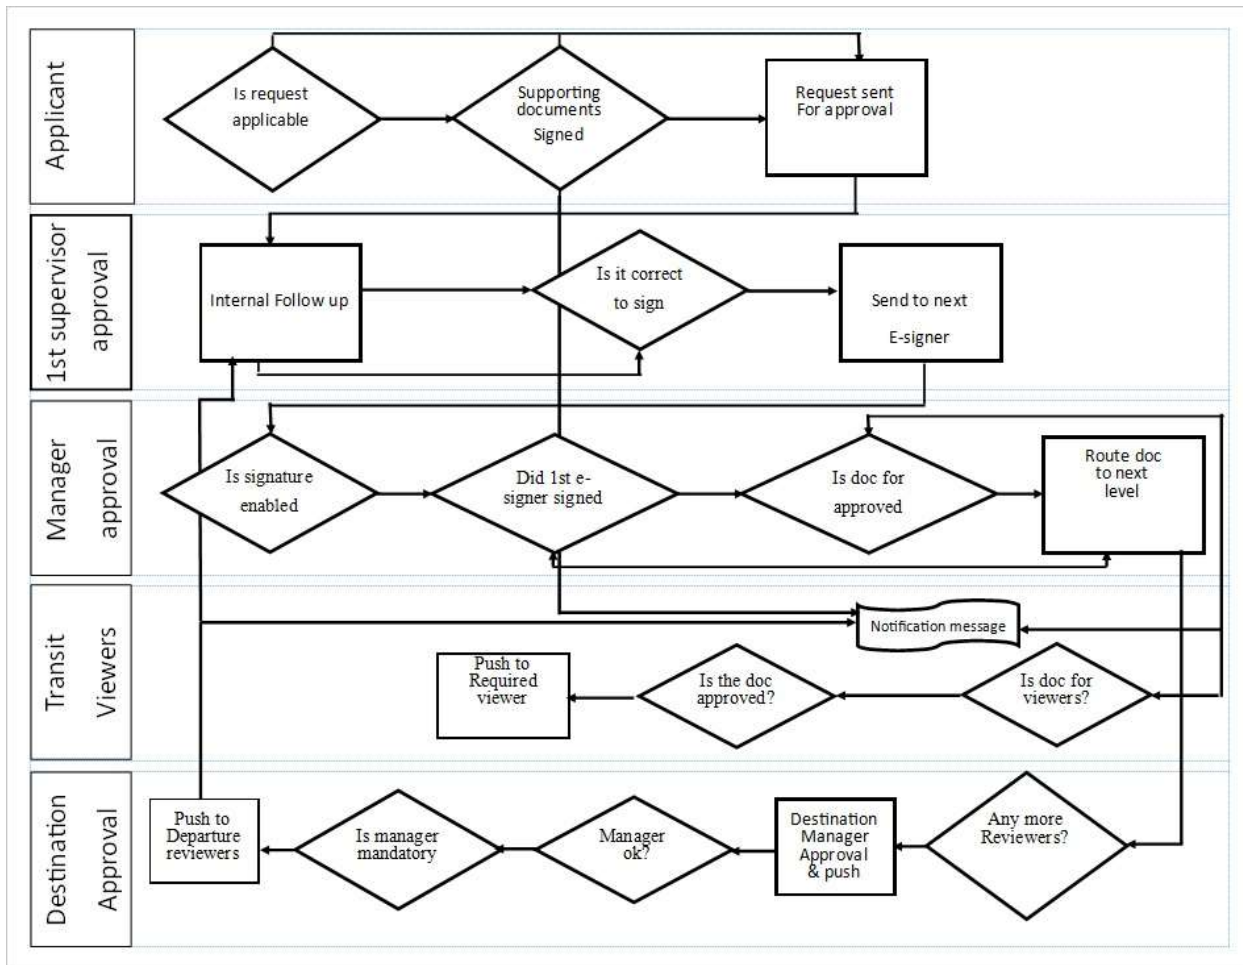 Applicant
Is request
applicable
Supporting
documents
Signed
Request sent
For approval
1st supervisor
approval
Internal Follow up
Is it correct
to sign
Send to next
E-signer
Manager
approval
Is signature
enabled
Did 1st e-
signer signed
Is doc for
approved
Route doc
to next
level
Transit
Viewers
Notification message
Push to
Required
viewer
Is the doc
approved?
Is doc for
viewers?
Destination
Approval
Push to
Departure
reviewers
Is manager
mandatory
Manager
ok?
Destination
Manager
Approval
& push
Any more
Reviewers?